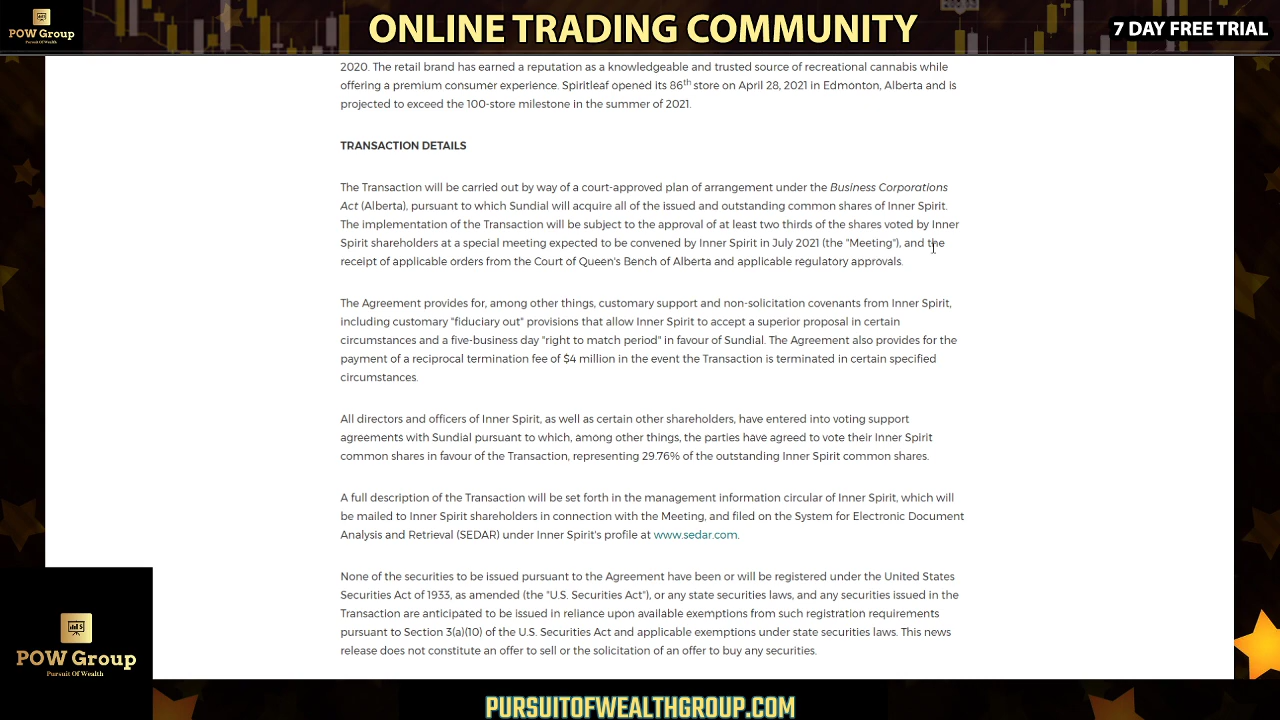 POW Group
Pursuit Of Wealth
ONLINE TRADING COMMUNITY
7 DAY FREE TRIAL
2020. The retail brand has earned a reputation as a knowledgeable and trusted source of recreational cannabis while
offering a premium consumer experience. Spiritleaf opened its 86th store on April 28, 2021 in Edmonton, Alberta and is
projected to exceed the 100-store milestone in the summer of 2021.
TRANSACTION DETAILS
The Transaction will be carried out by way of a court-approved plan of arrangement under the Business Corporations
Act (Alberta), pursuant to which Sundial will acquire all of the issued and outstanding common shares of Inner Spirit.
The implementation of the Transaction will be subject to the approval of at least two thirds of the shares voted by Inner
Spirit shareholders at a special meeting expected to be convened by Inner Spirit in July 2021 (the "Meeting"), and the
receipt of applicable orders from the Court of Queen's Bench of Alberta and applicable regulatory approvals.
The Agreement provides for, among other things, customary support and non-solicitation covenants from Inner Spirit,
including customary "fiduciary out" provisions that allow Inner Spirit to accept a superior proposal in certain
circumstances and a five-business day "right to match period" in favour of Sundial. The Agreement also provides for the
payment of a reciprocal termination fee of $4 million in the event the Transaction is terminated in certain specified
circumstances.
All directors and officers of Inner Spirit, as well as certain other shareholders, have entered into voting support
agreements with Sundial pursuant to which, among other things, the parties have agreed to vote their Inner Spirit
common shares in favour of the Transaction, representing 29.76% of the outstanding Inner Spirit common shares.
A full description of the Transaction will be set forth in the management information circular of Inner Spirit, which will
be mailed to Inner Spirit shareholders in connection with the Meeting, and filed on the System for Electronic Document
Analysis and Retrieval (SEDAR) under Inner Spirit's profile at www.sedar.com.
None of the securities to be issued pursuant to the Agreement have been or will be registered under the United States
Securities Act of 1933, as amended (the "U.S. Securities Act"), or any state securities laws, and any securities issued in the
Transaction are anticipated to be issued in reliance upon available exemptions from such registration requirements
pursuant to Section 3(a)(10) of the U.S. Securities Act and applicable exemptions under state securities laws. This news
release does not constitute an offer to sell or the solicitation of an offer to buy any securities.
POW Group
Pursuit Of Wealth
PURSUITOFWEALTHGROUP.COM